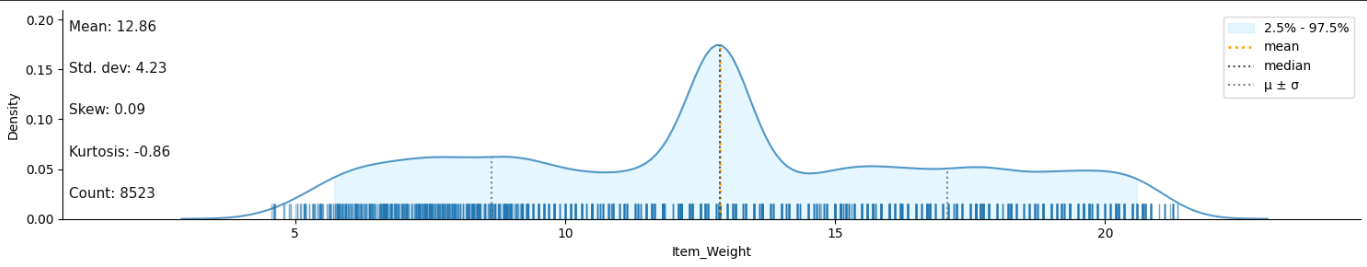 0.20
0.15
0.10
0.05
0.00
Density
Mean: 12.86
Std. dev: 4.23
Skew: 0.09
Kurtosis: -0.86
Count: 8523
2.5% - 97.5%
mean
median
μ ± σ
5
10
15
20
Item_Weight